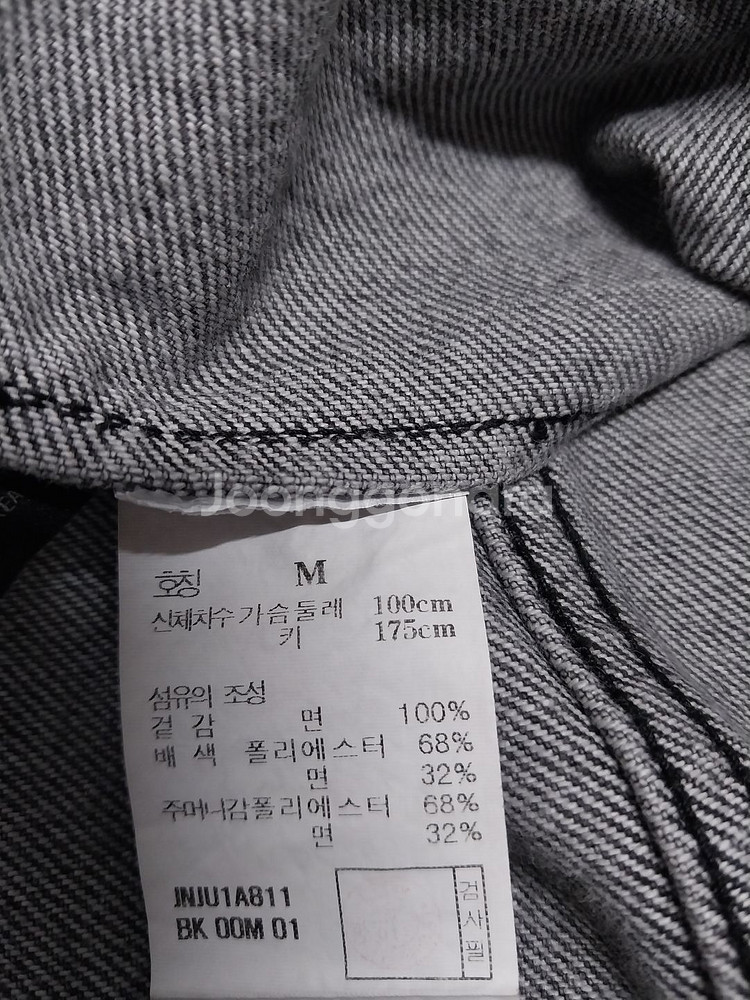 Joonggonara
호칭 M
신체치수 가슴둘레 100cm
키 175cm
섬유의 조성
겉감 면 100%
배색 폴리에스터 68%
면 32%
주머니감 폴리에스터 68%
면 32%
JNJU1A811
BK 00M 01
검사필